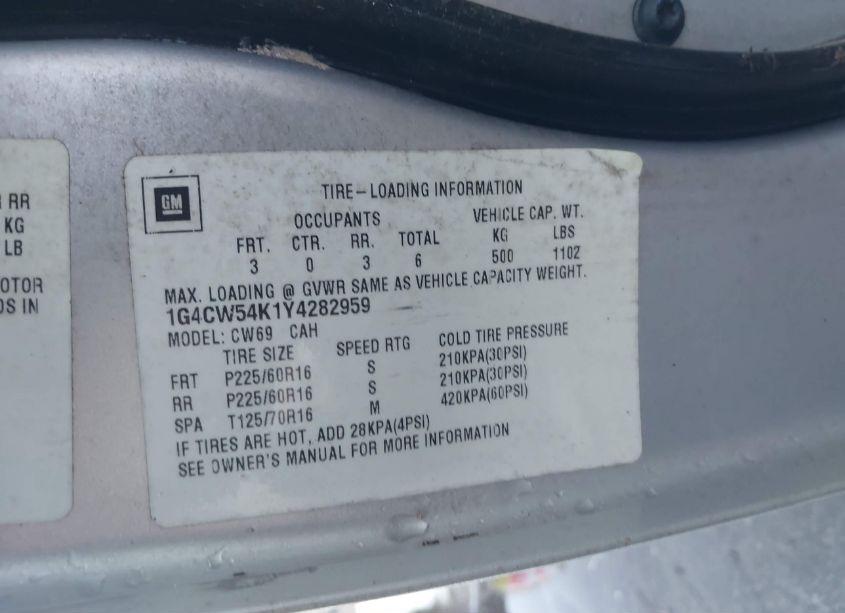 RR
KG
LB
OTOR
DS IN
GM
TIRE-LOADING INFORMATION
OCCUPANTS VEHICLE CAP. WT.
FRT. CTR. RR. TOTAL KG LBS
3 0 3 6 500 1102
MAX. LOADING @ GVWR SAME AS VEHICLE CAPACITY WEIGHT.
1G4CW54K1Y4282959
MODEL: CW69 CAH
TIRE SIZE SPEED RTG COLD TIRE PRESSURE
FRT P225/60R16 S 210KPA(30PSI)
RR P225/60R16 S 210KPA(30PSI)
SPA T125/70R16 M 420KPA(60PSI)
IF TIRES ARE HOT, ADD 28KPA(4PSI)
SEE OWNER'S MANUAL FOR MORE INFORMATION